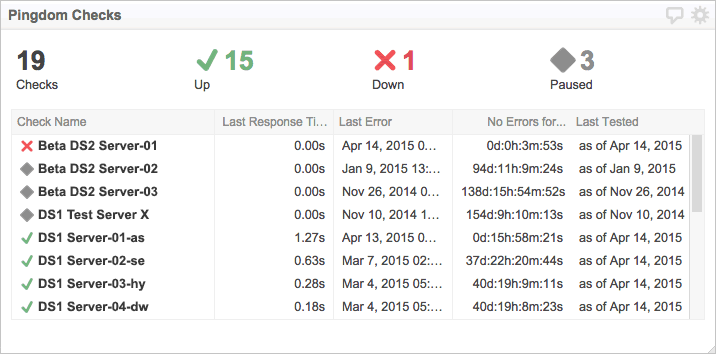 Pingdom Checks
19 15 1 3
Checks Up Down Paused
Check Name Last Response Ti... Last Error No Errors for... Last Tested
Beta DS2 Server-01 0.00s Apr 14, 2015 0... 0d:0h:3m:53s as of Apr 14, 2015
Beta DS2 Server-02 0.00s Jan 9, 2015 13:... 94d:11h:9m:24s as of Jan 9, 2015
Beta DS2 Server-03 0.00s Nov 26, 2014 0... 138d:15h:54m:52s as of Nov 26, 2014
DS1 Test Server X 0.00s Nov 10, 2014 1... 154d:9h:10m:13s as of Nov 10, 2014
DS1 Server-01-as 1.27s Apr 13, 2015 0... 0d:15h:58m:21s as of Apr 14, 2015
DS1 Server-02-se 0.63s Mar 7, 2015 02:... 37d:22h:20m:44s as of Apr 14, 2015
DS1 Server-03-hy 0.28s Mar 4, 2015 05:... 40d:19h:9m:11s as of Apr 14, 2015
DS1 Server-04-dw 0.18s Mar 4, 2015 05:... 40d:19h:8m:23s as of Apr 14, 2015